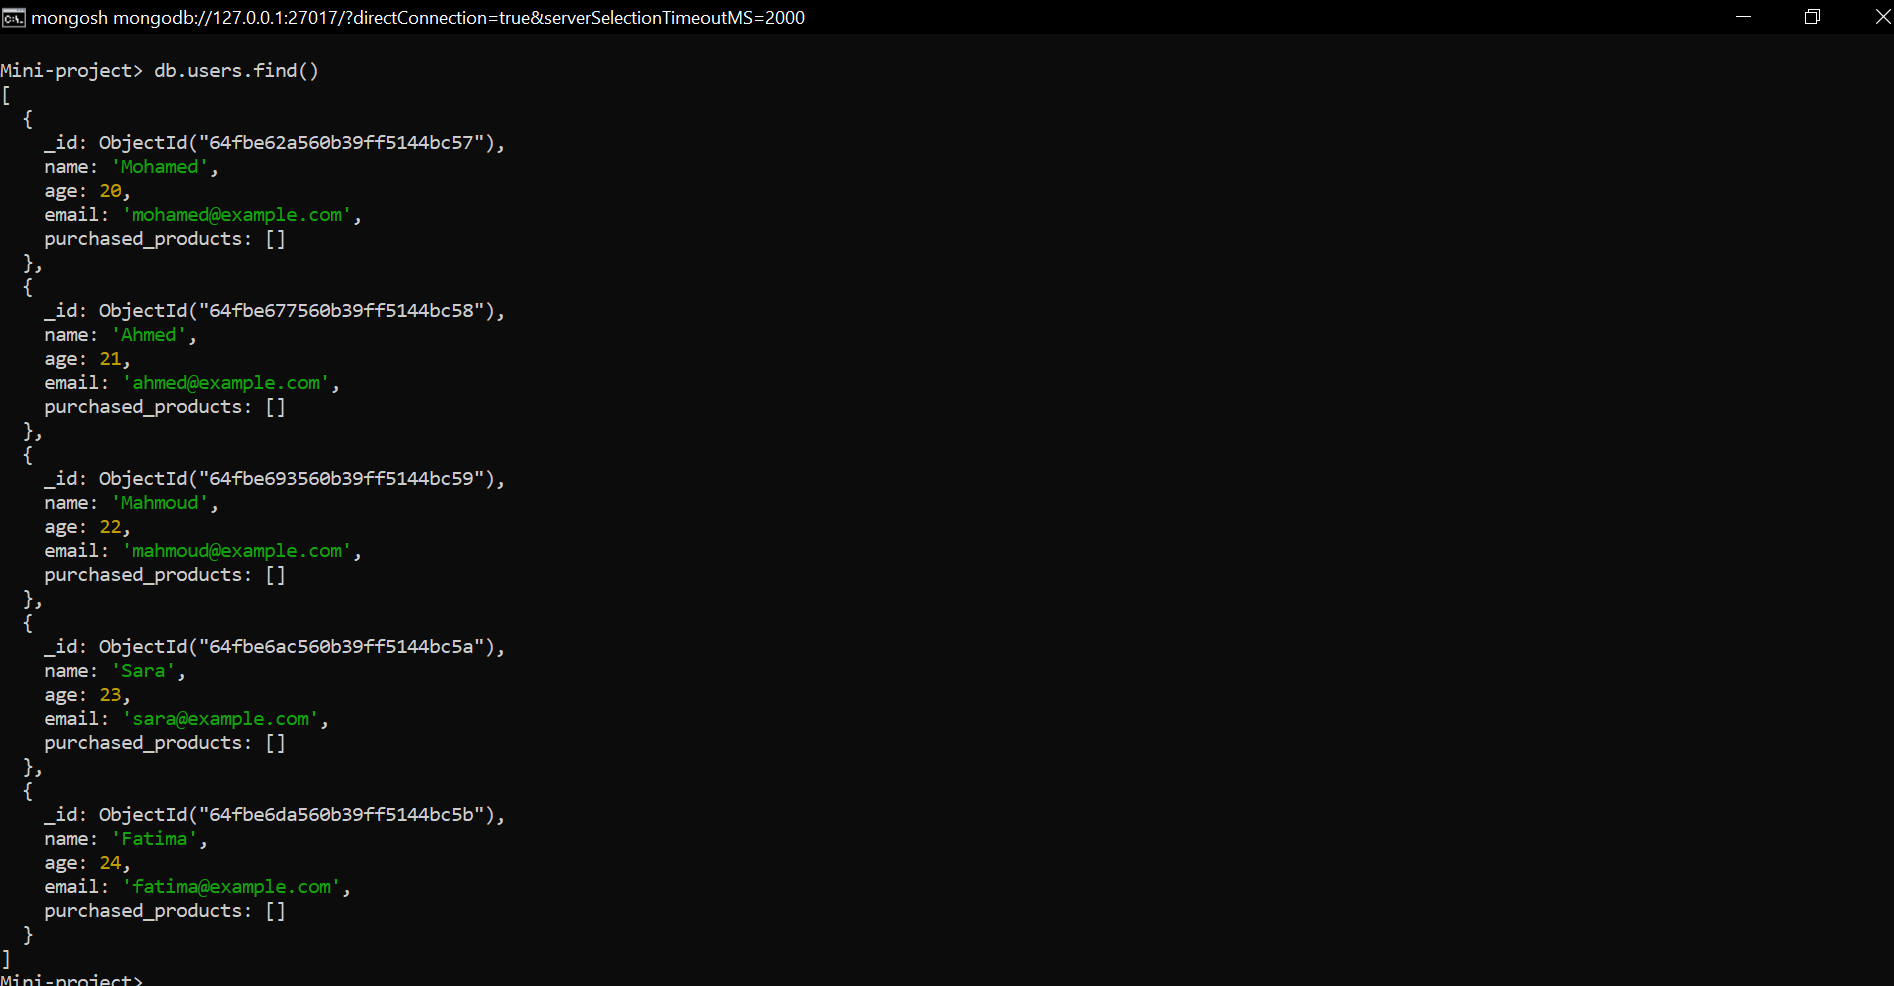 mongosh mongodb://127.0.0.1:27017/?directConnection=true&serverSelectionTimeoutMS=2000
Mini-project> db.users.find()
[
  {
    _id: ObjectId("64fbe62a560b39ff5144bc57"),
    name: 'Mohamed',
    age: 20,
    email: 'mohamed@example.com',
    purchased_products: []
  },
  {
    _id: ObjectId("64fbe677560b39ff5144bc58"),
    name: 'Ahmed',
    age: 21,
    email: 'ahmed@example.com',
    purchased_products: []
  },
  {
    _id: ObjectId("64fbe693560b39ff5144bc59"),
    name: 'Mahmoud',
    age: 22,
    email: 'mahmoud@example.com',
    purchased_products: []
  },
  {
    _id: ObjectId("64fbe6ac560b39ff5144bc5a"),
    name: 'Sara',
    age: 23,
    email: 'sara@example.com',
    purchased_products: []
  },
  {
    _id: ObjectId("64fbe6da560b39ff5144bc5b"),
    name: 'Fatima',
    age: 24,
    email: 'fatima@example.com',
    purchased_products: []
  }
]
Mini-project>